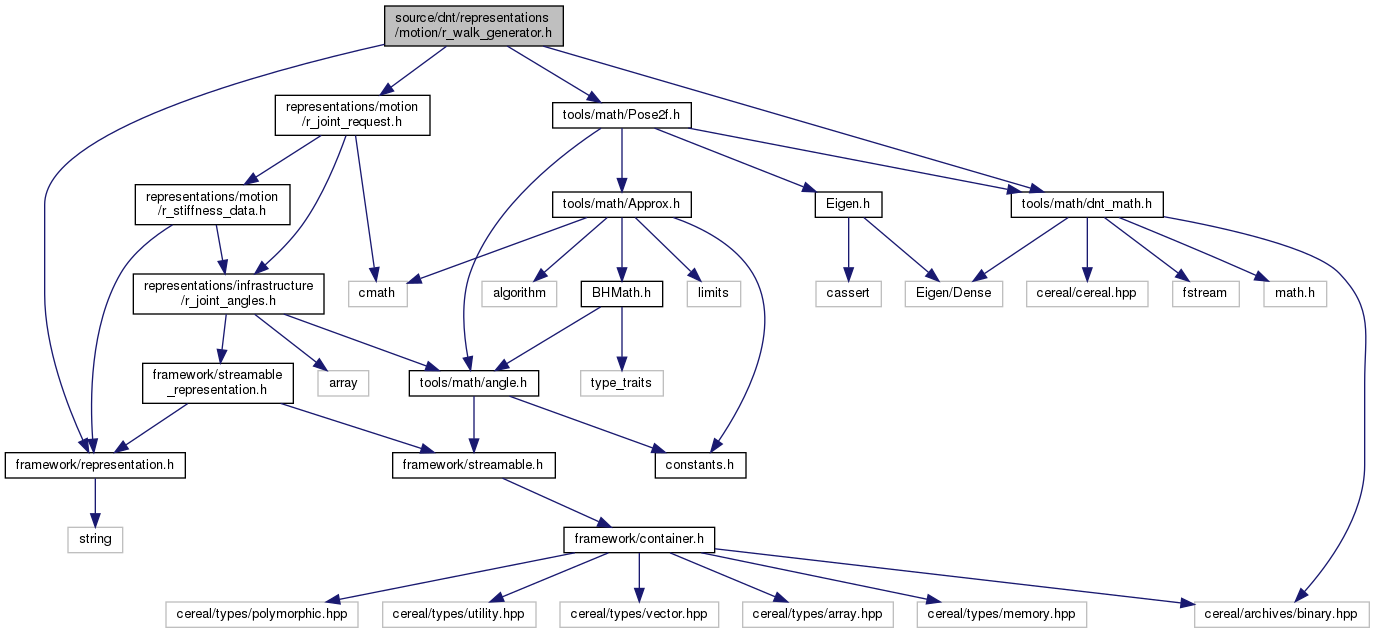 source/dnt/representations
/motion/r_walk_generator.h
representations/motion
/r_joint_request.h
tools/math/Pose2f.h
representations/motion
/r_stiffness_data.h
tools/math/Approx.h
Eigen.h
tools/math/dnt_math.h
representations/infrastructure
/r_joint_angles.h
cmath
algorithm
BHMath.h
limits
cassert
Eigen/Dense
cereal/cereal.hpp
fstream
math.h
framework/streamable
_representation.h
array
tools/math/angle.h
type_traits
framework/representation.h
framework/streamable.h
constants.h
string
framework/container.h
cereal/types/polymorphic.hpp
cereal/types/utility.hpp
cereal/types/vector.hpp
cereal/types/array.hpp
cereal/types/memory.hpp
cereal/archives/binary.hpp